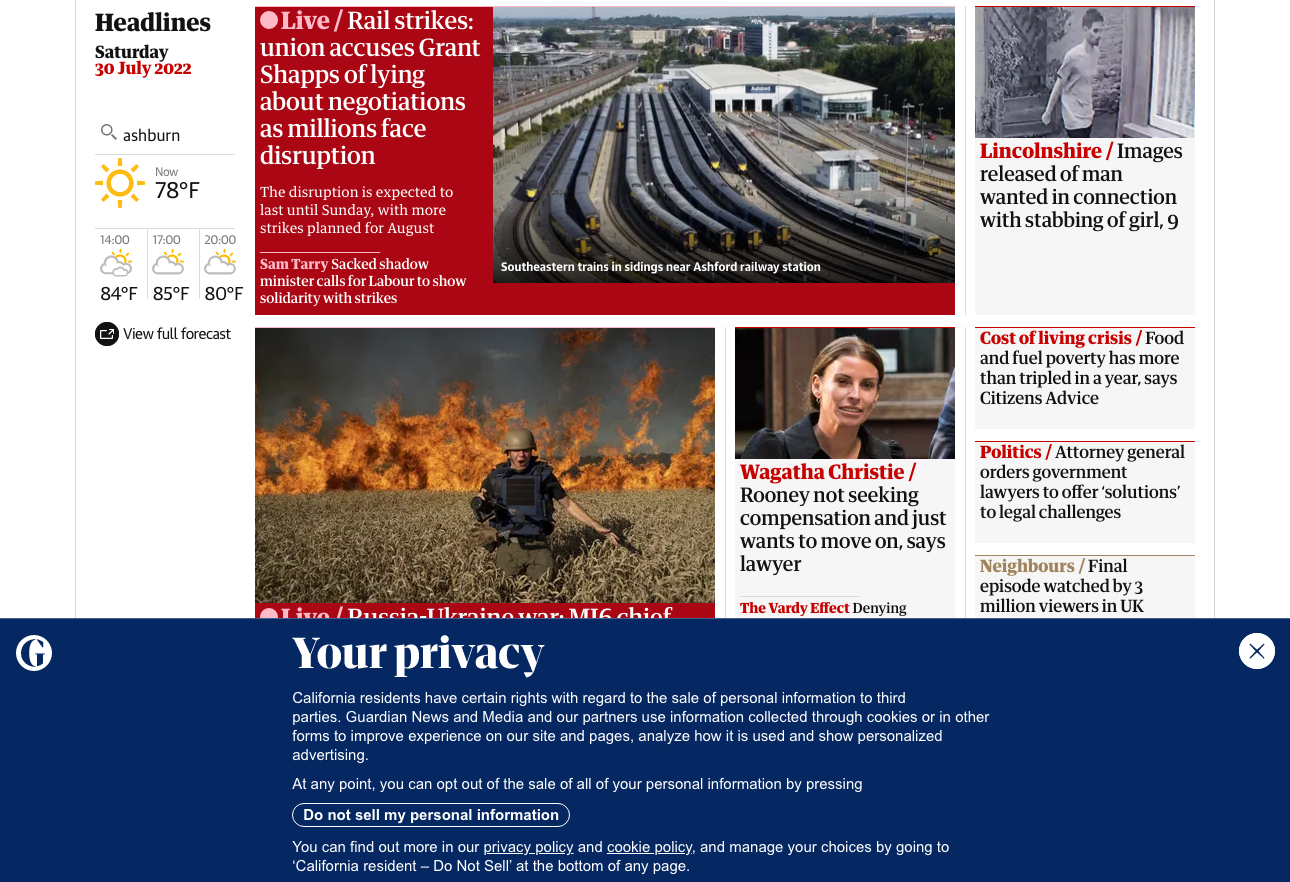 Headlines
Saturday
30 July 2022
ashburn
Now
78°F
14:00
17:00
20:00
84°F
85°F
80°F
View full forecast
Live / Rail strikes:
union accuses Grant
Shapps of lying
about negotiations
as millions face
disruption
The disruption is expected to
last until Sunday, with more
strikes planned for August
Sam Tarry Sacked shadow
minister calls for Labour to show
solidarity with strikes
Ashford
Southeastern trains in sidings near Ashford railway station
Lincolnshire / Images
released of man
wanted in connection
with stabbing of girl, 9
Live / Russia-Ukraine war: MI6 chief
Wagatha Christie /
Rooney not seeking
compensation and just
wants to move on, says
lawyer
The Vardy Effect Denying
Cost of living crisis / Food
and fuel poverty has more
than tripled in a year, says
Citizens Advice
Politics / Attorney general
orders government
lawyers to offer ‘solutions’
to legal challenges
Neighbours / Final
episode watched by 3
million viewers in UK
G
Your privacy
California residents have certain rights with regard to the sale of personal information to third
parties. Guardian News and Media and our partners use information collected through cookies or in other
forms to improve experience on our site and pages, analyze how it is used and show personalized
advertising.
At any point, you can opt out of the sale of all of your personal information by pressing
Do not sell my personal information
You can find out more in our privacy policy and cookie policy, and manage your choices by going to
‘California resident – Do Not Sell’ at the bottom of any page.